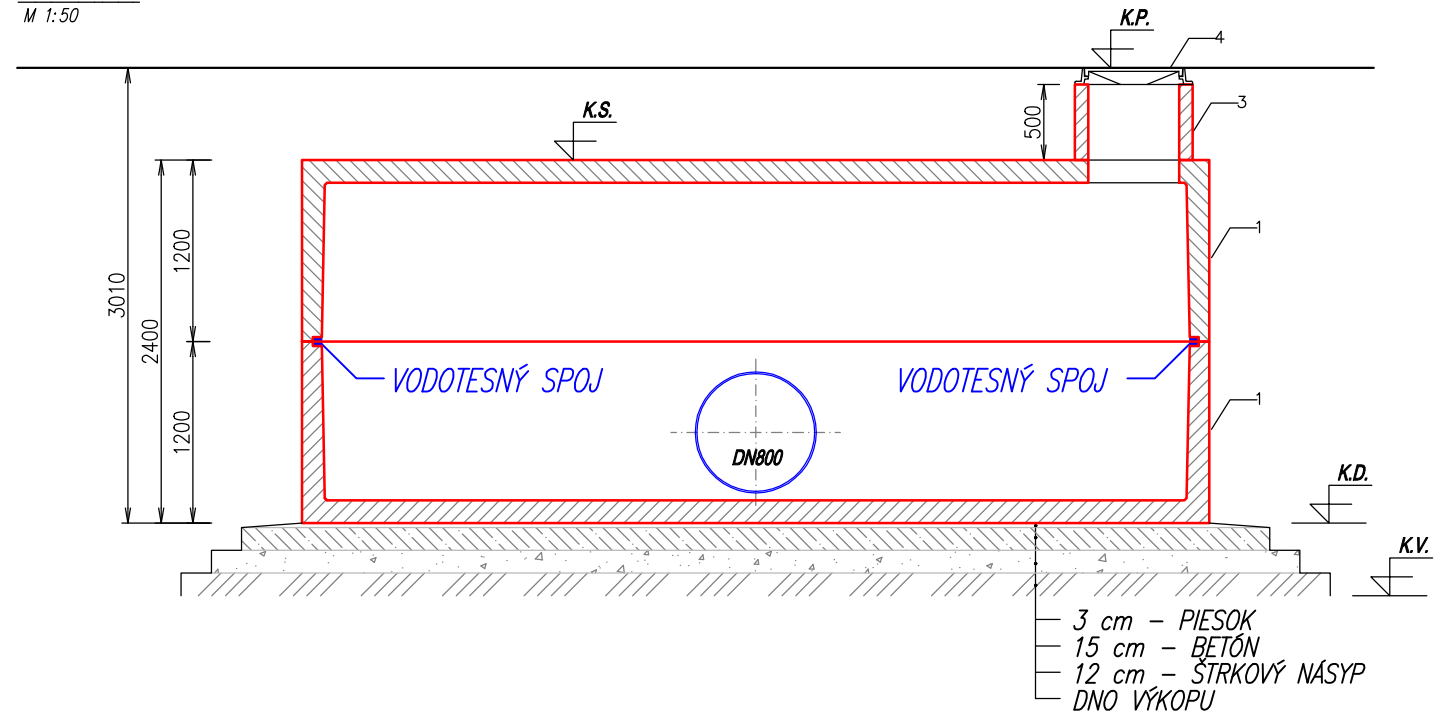 M 1:50
K.P.
4
K.S.
500
3
1200
1
3010
2400
VODOTESNÝ SPOJ
VODOTESNÝ SPOJ
1
1200
DN800
K.D.
K.V.
3 cm – PIESOK
15 cm – BETÓN
12 cm – ŠTRKOVÝ NÁSYP
DNO VÝKOPU